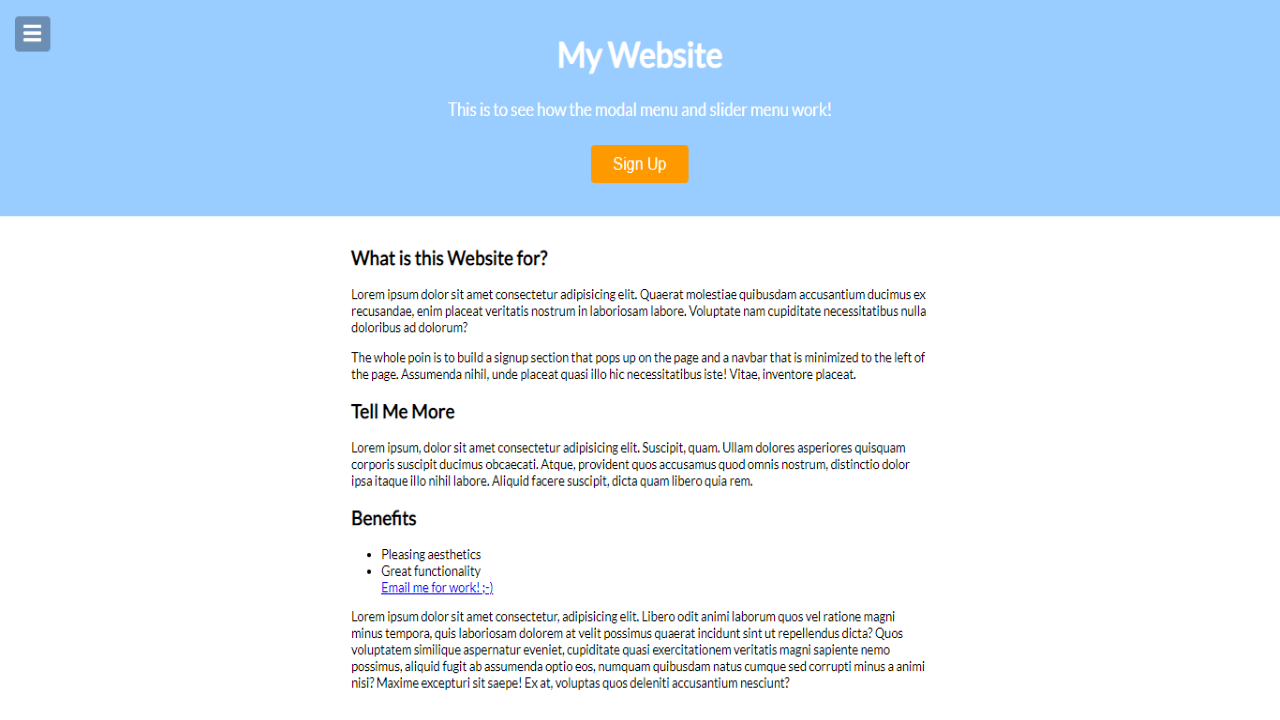 My Website
This is to see how the modal menu and slider menu work!
Sign Up
What is this Website for?
Lorem ipsum dolor sit amet consectetur adipisicing elit. Quaerat molestiae quibusdam accusantium ducimus ex
recusandae, enim placeat veritatis nostrum in laboriosam labore. Voluptate nam cupiditate necessitatibus nulla
doloribus ad dolorum?
The whole poin is to build a signup section that pops up on the page and a navbar that is minimized to the left of
the page. Assumenda nihil, unde placeat quasi illo hic necessitatibus iste! Vitae, inventore placeat.
Tell Me More
Lorem ipsum, dolor sit amet consectetur adipisicing elit. Suscipit, quam. Ullam dolores asperiores quisquam
corporis suscipit ducimus obcaecati. Atque, provident quos accusamus quod omnis nostrum, distinctio dolor
ipsa itaque illo nihil labore. Aliquid facere suscipit, dicta quam libero quia rem.
Benefits
• Pleasing aesthetics
• Great functionality
Email me for work! ;-)
Lorem ipsum dolor sit amet consectetur, adipisicing elit. Libero odit animi laborum quos vel ratione magni
minus tempora, quis laboriosam dolorem at velit possimus quaerat incidunt sint ut repellendus dicta? Quos
voluptatem similique aspernatur eveniet, cupiditate quasi exercitationem veritatis magni sapiente nemo
possimus, aliquid fugit ab assumenda optio eos, numquam quibusdam natus cumque sed corrupti minus a animi
nisi? Maxime excepturi sit saepe! Ex at, voluptas quos deleniti accusantium nesciunt?